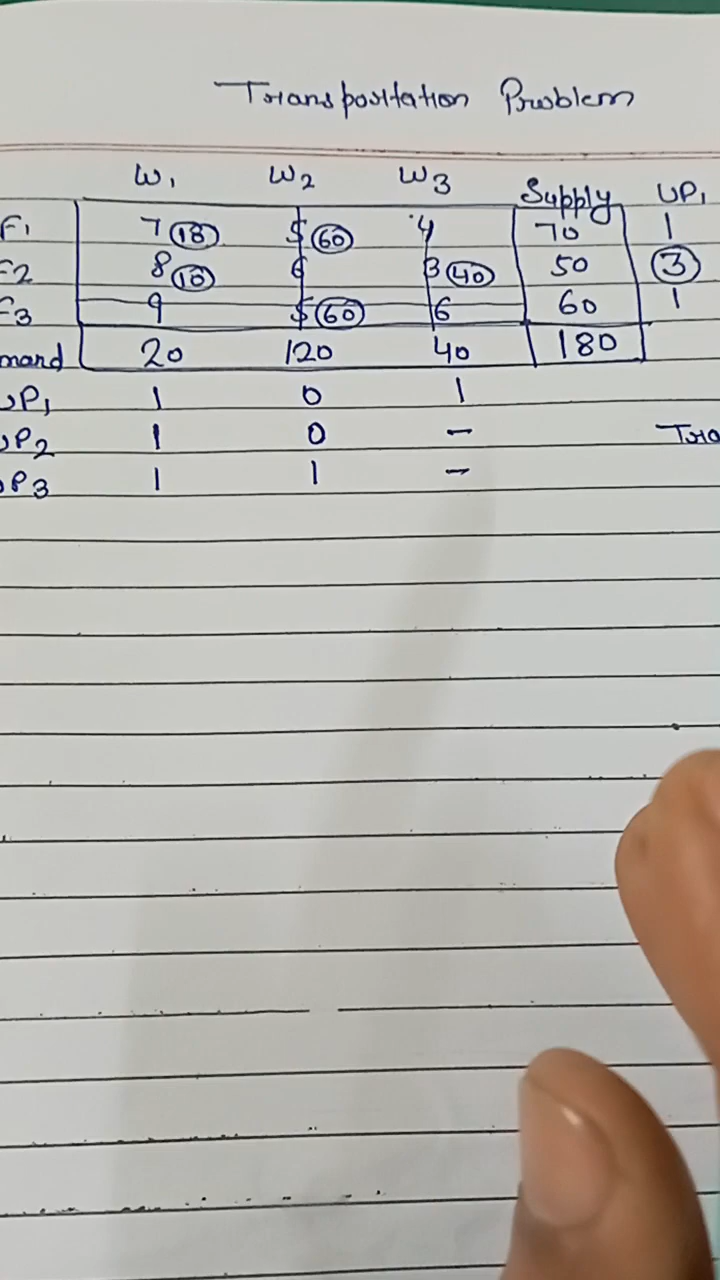 Transportation Problem
W1 W2 W3 Supply UP1
F1 7 (10) 5 (60) 4 70 1
F2 8 (10) 6 3 (40) 50 (3)
F3 9 5 (60) 6 60 1
mand 20 120 40 180
UP1 1 0 1
UP2 1 0 -
UP3 1 1 -